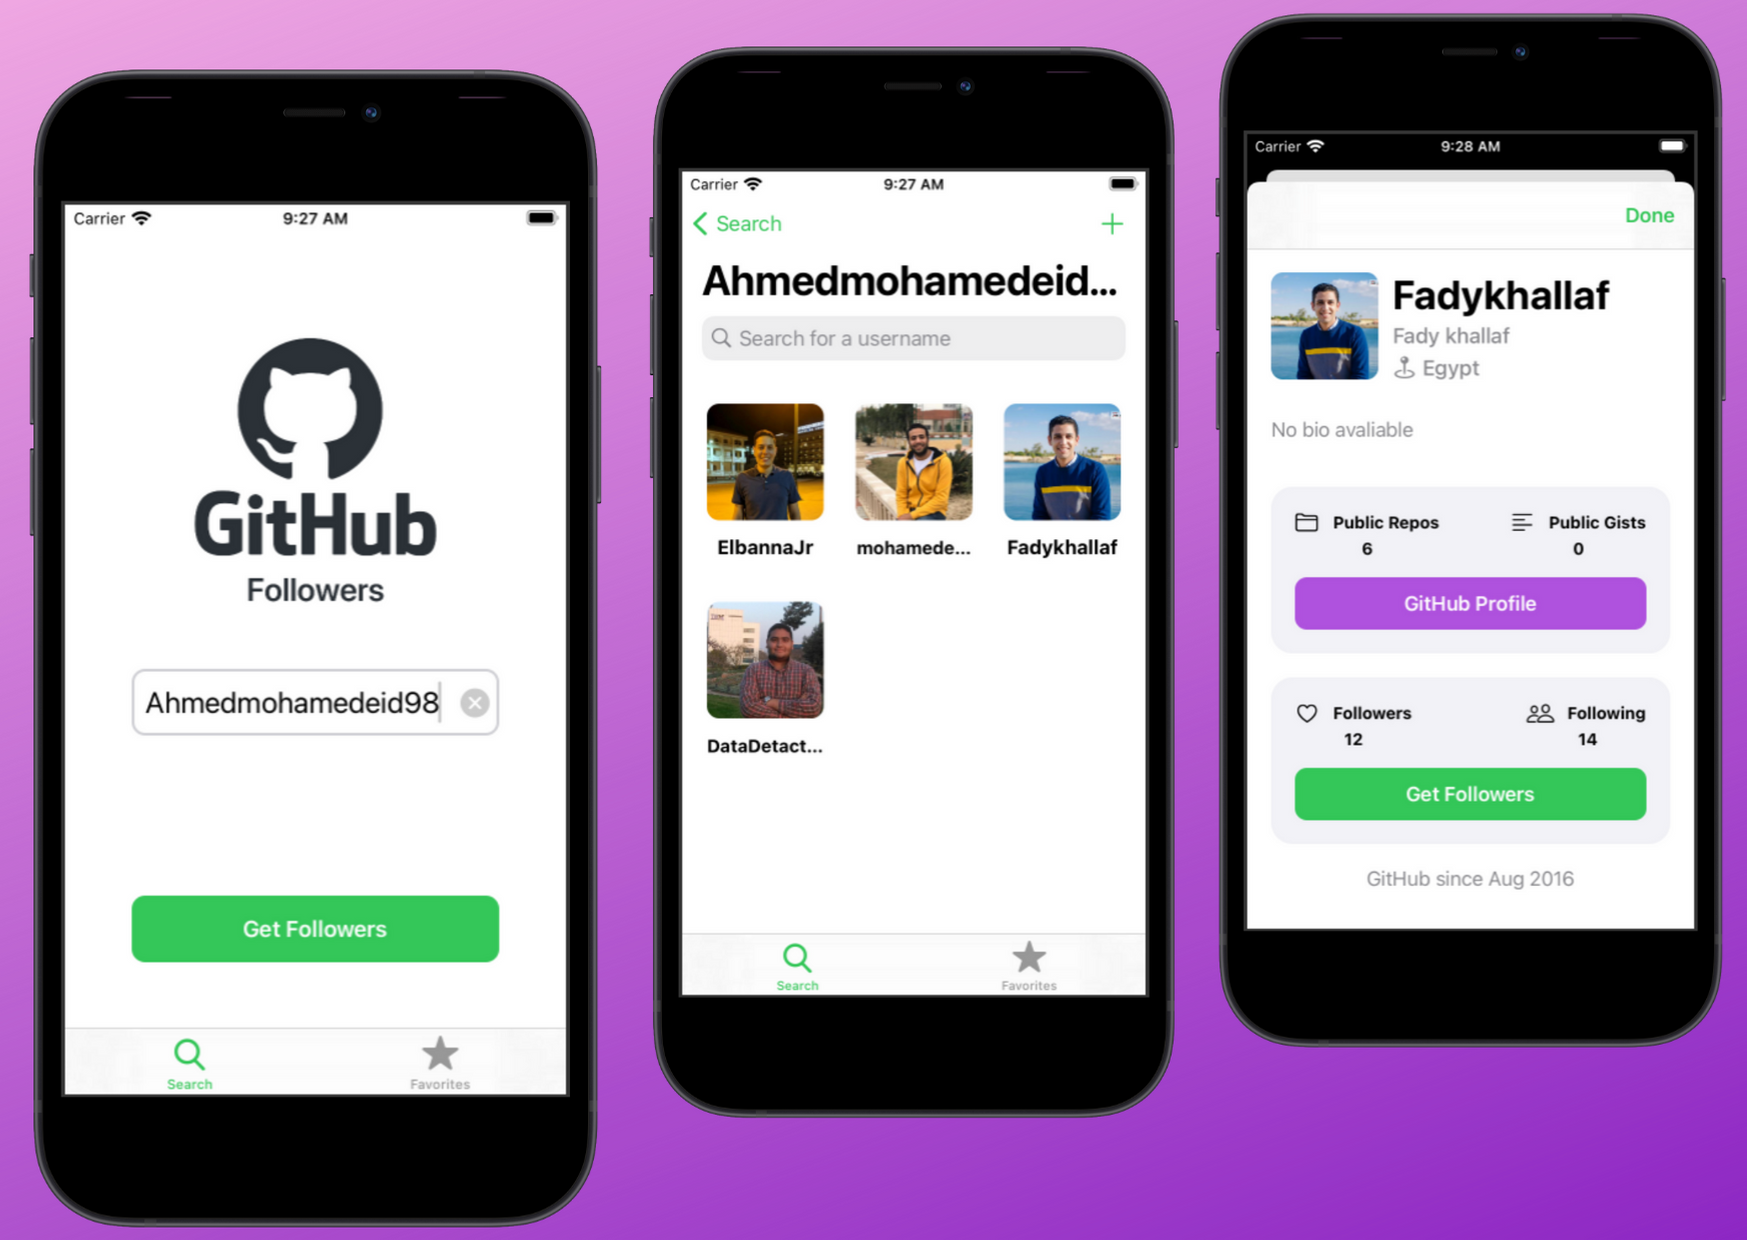 Carrier 9:27 AM
GitHub
Followers
Ahmedmohamedeid98
Get Followers
Search Favorites
Carrier 9:27 AM
Search
Ahmedmohamedeid...
Search for a username
ElbannaJr mohamede... Fadykhallaf
DataDetact...
Search Favorites
Carrier 9:28 AM
Done
Fadykhallaf
Fady khallaf
Egypt
No bio avaliable
Public Repos Public Gists
6 0
GitHub Profile
Followers Following
12 14
Get Followers
GitHub since Aug 2016